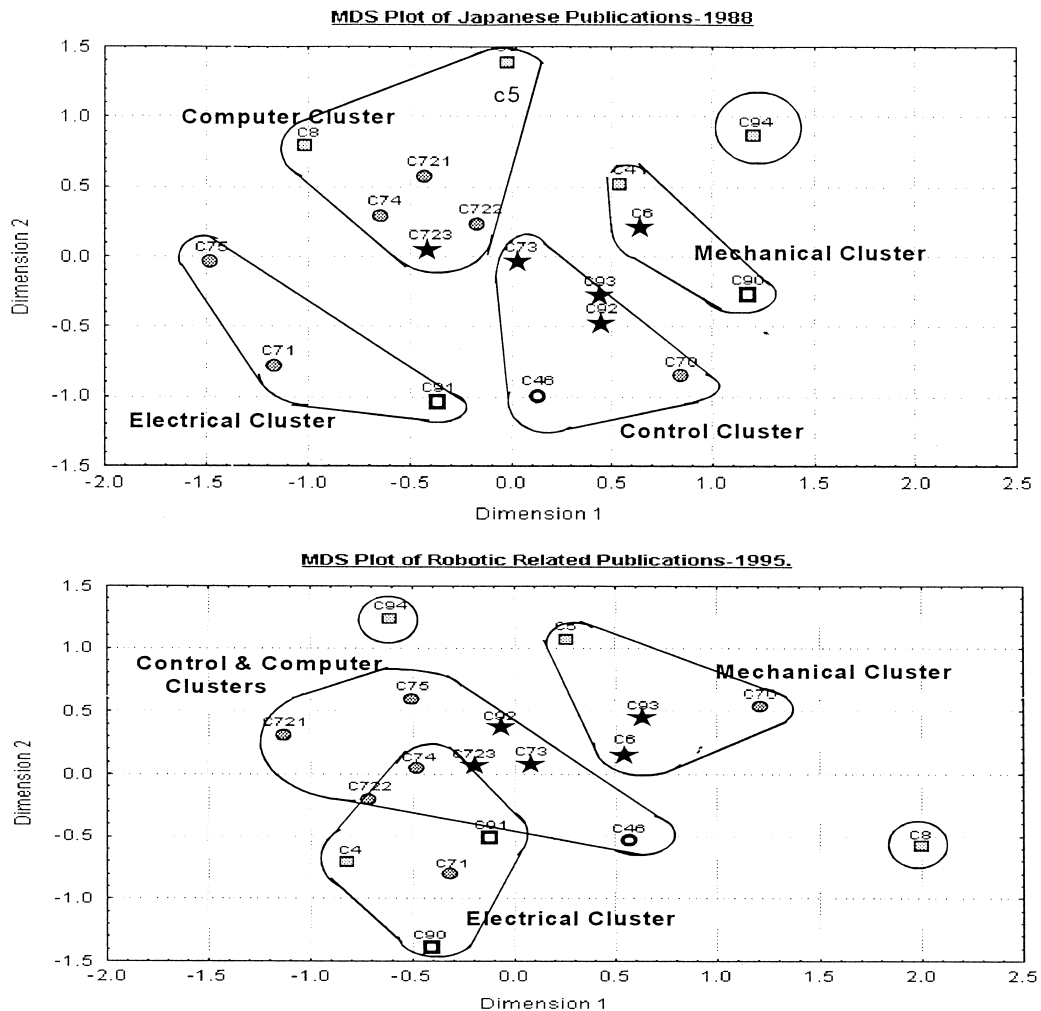 MDS Plot of Japanese Publications-1988
1.5
c5
Computer Cluster
C8
C94
1.0
C721
C41
0.5
C74
C722
C6
C723
C73
Mechanical Cluster
C75
0.0
C93
C90
C92
-0.5
C71
C70
C91
C46
-1.0
Electrical Cluster
Control Cluster
-1.5
Dimension 2
-2.0 -1.5 -1.0 -0.5 0.0 0.5 1.0 1.5 2.0 2.5
Dimension 1
MDS Plot of Robotic Related Publications-1995.
1.5
C94
C5
1.0
Control & Computer
Clusters
Mechanical Cluster
C75
C70
0.5
C721
C92
C93
C74
C723
C73
C6
0.0
C722
C46
C8
-0.5
C91
C4
C71
-1.0
Electrical Cluster
C90
-1.5
Dimension 2
-2.0 -1.5 -1.0 -0.5 0.0 0.5 1.0 1.5 2.0 2.5
Dimension 1